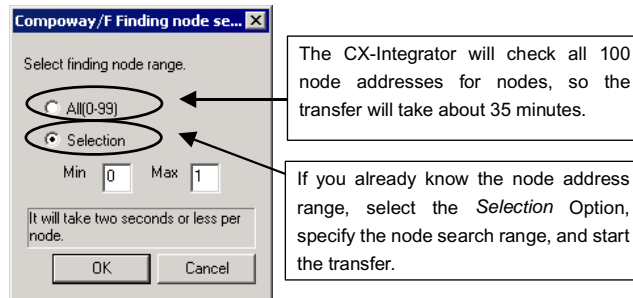 Compoway/F Finding node se...
Select finding node range.
All(0-99)
Selection
Min 0 Max 1
It will take two seconds or less per
node.
OK Cancel
The CX-Integrator will check all 100
node addresses for nodes, so the
transfer will take about 35 minutes.
If you already know the node address
range, select the Selection Option,
specify the node search range, and start
the transfer.